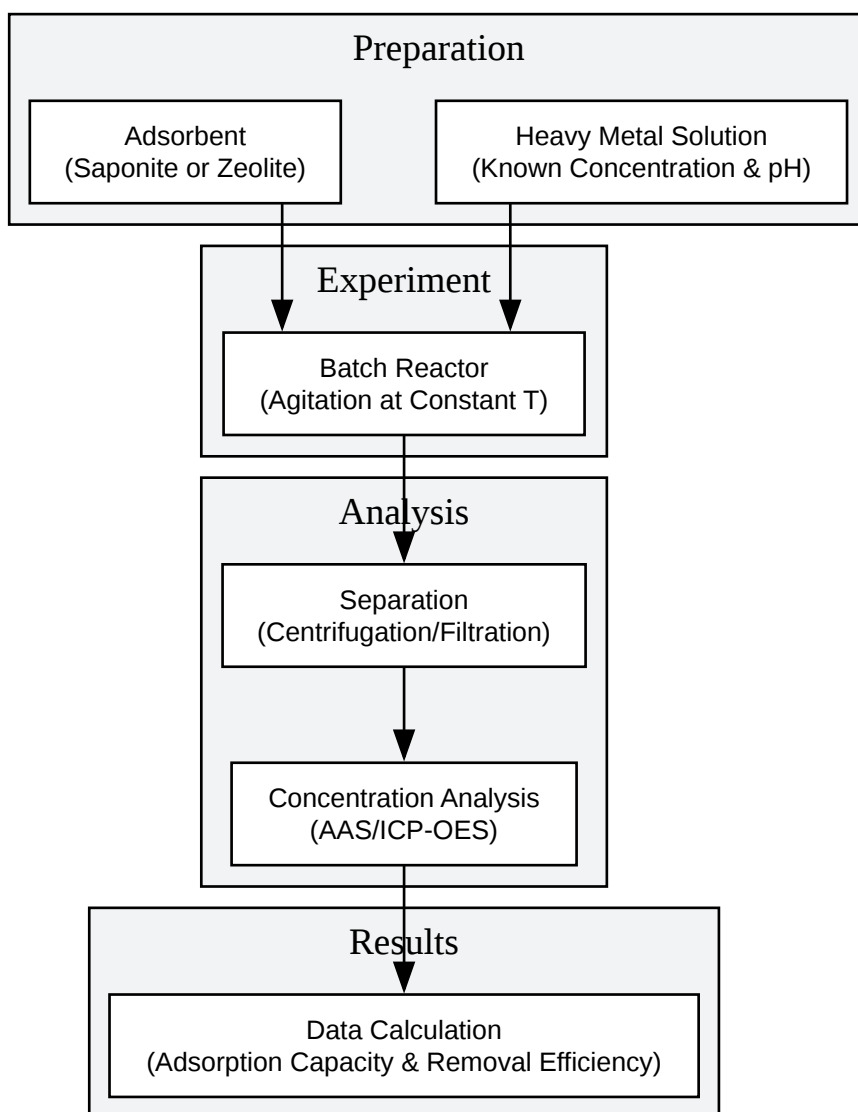 Preparation
Adsorbent
(Saponite or Zeolite)
Heavy Metal Solution
(Known Concentration & pH)
Experiment
Batch Reactor
(Agitation at Constant T)
Analysis
Separation
(Centrifugation/Filtration)
Concentration Analysis
(AAS/ICP-OES)
Results
Data Calculation
(Adsorption Capacity & Removal Efficiency)